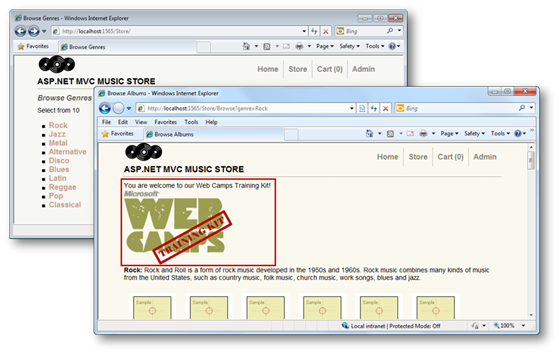 Browse Genres - Windows Internet Explorer
http://localhost:1565/Store/
Bing
Favorites
Browse Genres
Page
Safety
Tools
Home
Store
Cart (0)
Admin
ASP.NET MVC MUSIC STORE
Browse Genres
Select from 10
Rock
Jazz
Metal
Alternative
Disco
Blues
Latin
Reggae
Pop
Classical
Browse Albums - Windows Internet Explorer
http://localhost:1565/Store/Browse?genre=Rock
Bing
File Edit View Favorites Tools Help
Favorites
Browse Albums
Page
Safety
Tools
Home
Store
Cart (0)
Admin
ASP.NET MVC MUSIC STORE
You are welcome to our Web Camps Training Kit!
Microsoft
WEB
CAMPS
TRAINING KIT
Rock: Rock and Roll is a form of rock music developed in the 1950s and 1960s. Rock music combines many kinds of music
from the United States, such as country music, folk music, church music, work songs, blues and jazz.
Sample Sample Sample Sample Sample Sample
Local intranet | Protected Mode: Off
100%